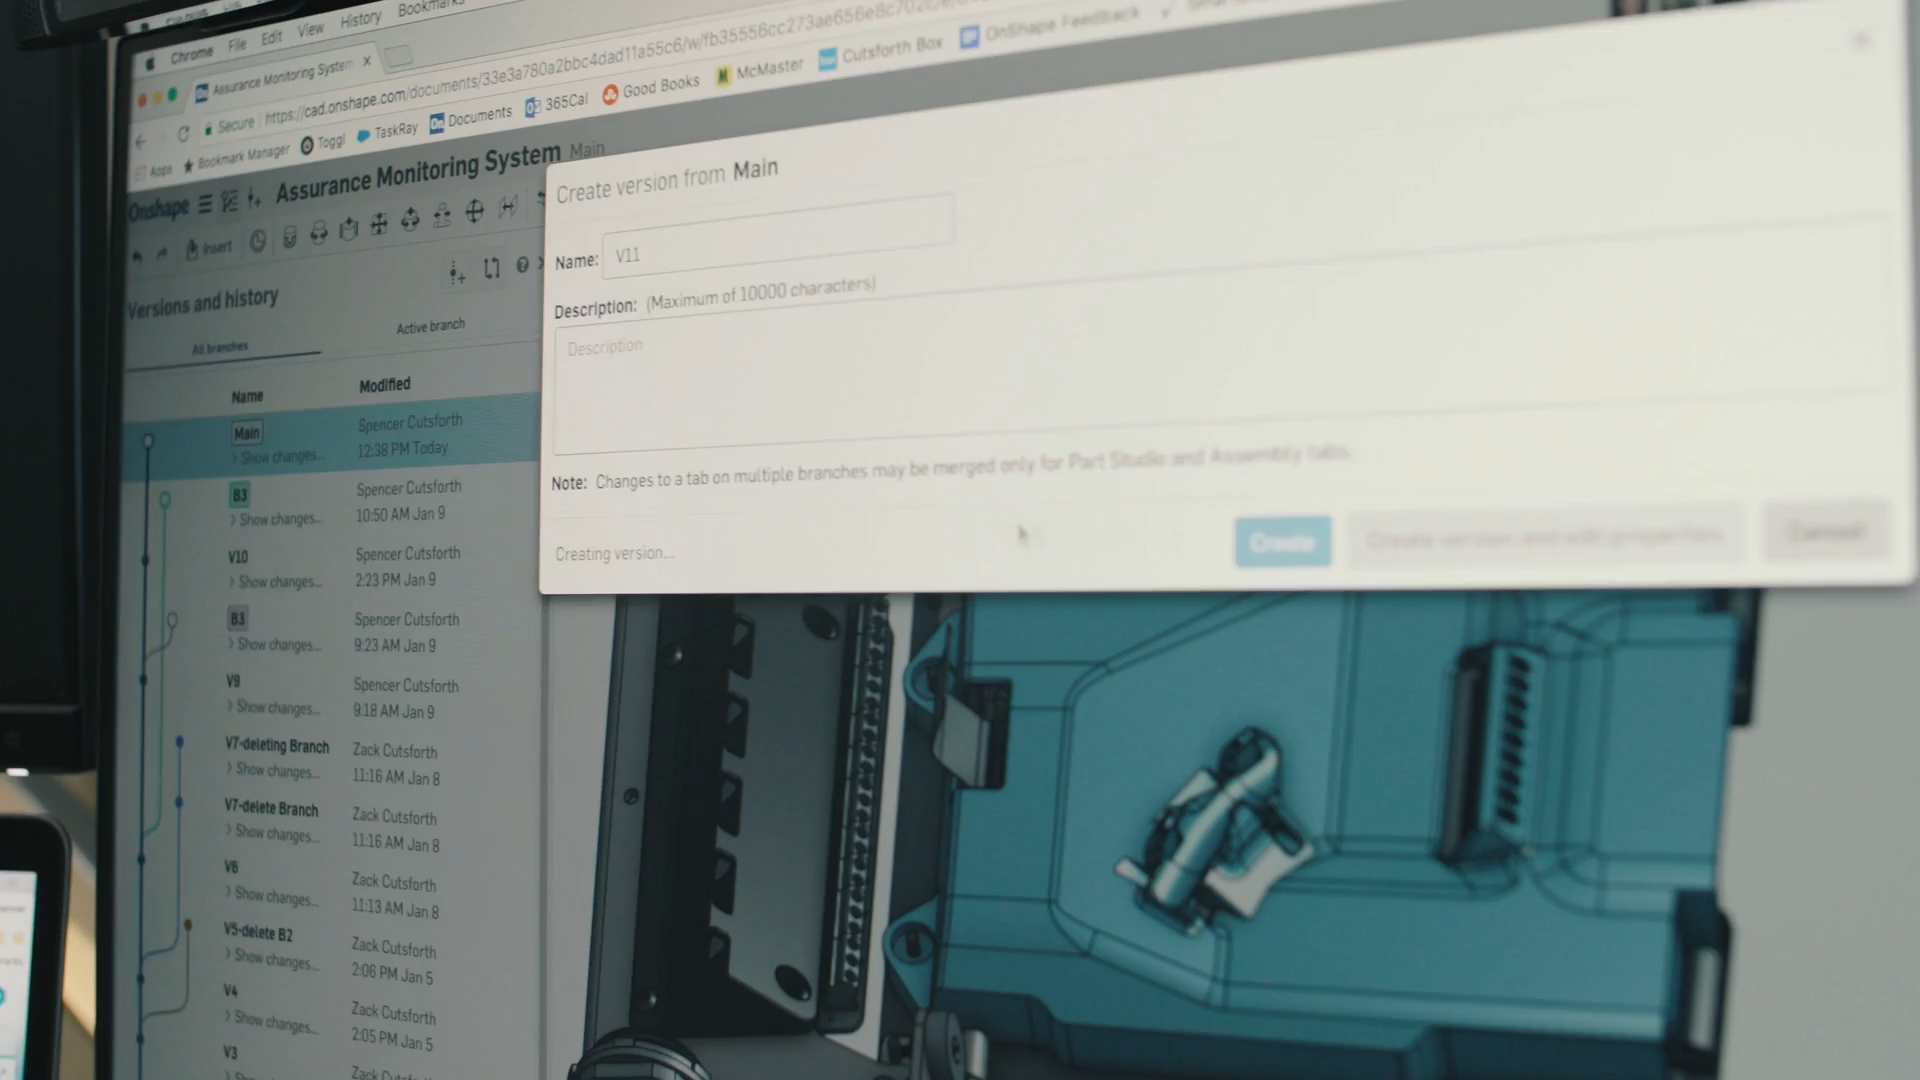 Chrome File Edit View History Bookmarks
Assurance Monitoring System
Secure https://cad.onshape.com/documents/33e3a780a2bbc4dad11a55c6/w/fb35556cc273ae656e8c702
Apps Bookmark Manager Toggl TaskRay Documents 365Cal Good Books McMaster Cutsforth Box OnShape Feedback
Onshape Assurance Monitoring System Main
Insert
Versions and history
All branches Active branch
Name Modified
Main Spencer Cutsforth
Show changes... 12:38 PM Today
B3 Spencer Cutsforth
Show changes... 10:50 AM Jan 9
V10 Spencer Cutsforth
Show changes... 2:23 PM Jan 9
B3 Spencer Cutsforth
Show changes... 9:23 AM Jan 9
V8 Spencer Cutsforth
Show changes... 9:18 AM Jan 9
V7-deleting Branch Zack Cutsforth
Show changes... 11:16 AM Jan 8
V7-delete Branch Zack Cutsforth
Show changes... 11:16 AM Jan 8
V6 Zack Cutsforth
Show changes... 11:13 AM Jan 8
V5-delete B2 Zack Cutsforth
Show changes... 2:06 PM Jan 5
V4 Zack Cutsforth
Show changes... 2:05 PM Jan 5
V3
Create version from Main
Name: V11
Description: (Maximum of 10000 characters)
Description
Note: Changes to a tab on multiple branches may be merged only for Part Studio and Assembly tabs.
Creating version...
Create Create version and edit properties Cancel